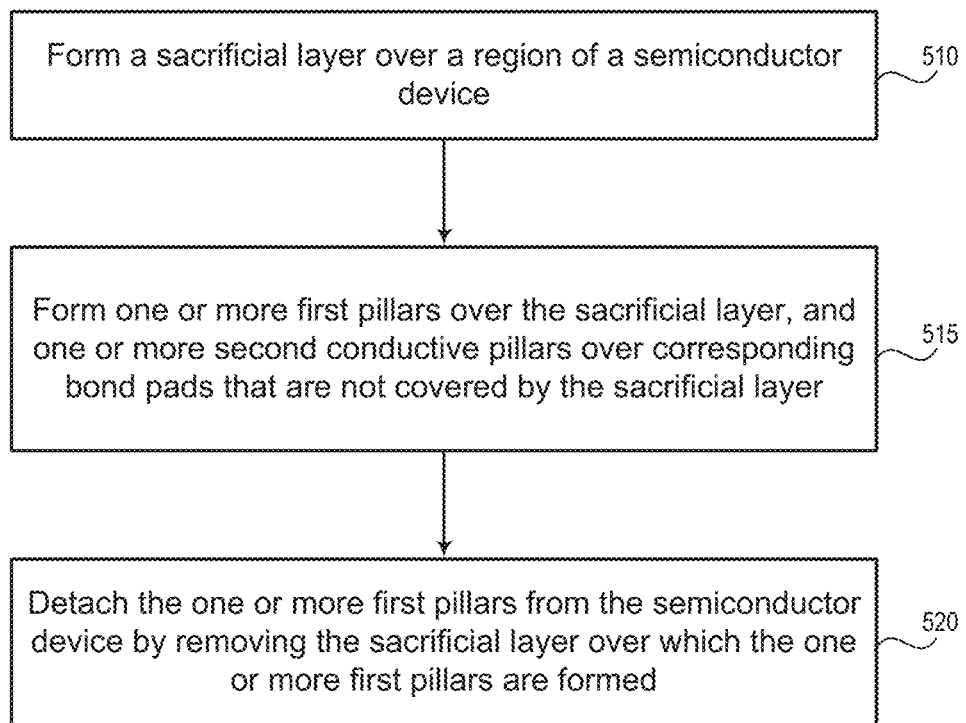 Form a sacrificial layer over a region of a semiconductor
device
510
Form one or more first pillars over the sacrificial layer, and
one or more second conductive pillars over corresponding
bond pads that are not covered by the sacrificial layer
515
Detach the one or more first pillars from the semiconductor
device by removing the sacrificial layer over which the one
or more first pillars are formed
520